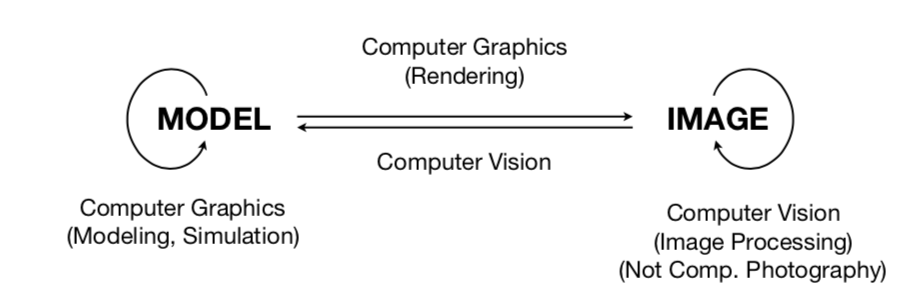 Computer Graphics
(Rendering)
MODEL
IMAGE
Computer Vision
Computer Graphics
(Modeling, Simulation)
Computer Vision
(Image Processing)
(Not Comp. Photography)